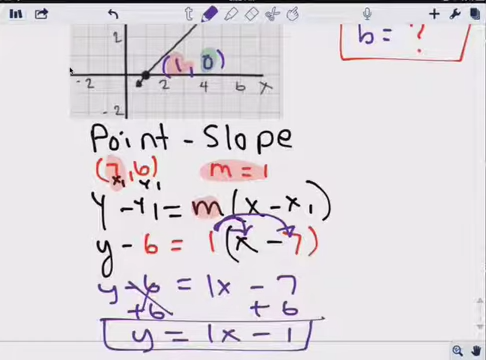 2
b = ?
(1, 0)
-2 2 4 6 x
-2
Point - Slope
(7, 6) m = 1
x₁ y₁
y - y₁ = m(x - x₁)
y - 6 = 1(x - 7)
y - 6 = 1x - 7
+6 + 6
y = 1x - 1